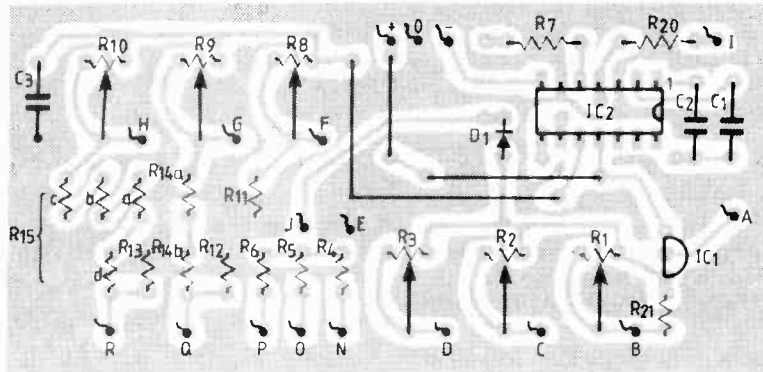 + 0 -
R10 R9 R8 R7 R20 I
C3 1
IC2 C2 C1
H G F D1
R14a
c b a R11
J E A
R15
R13 R14b R12 R6 R5 R4 R3 R2 R1
d IC1
R21
R Q P O N D C B